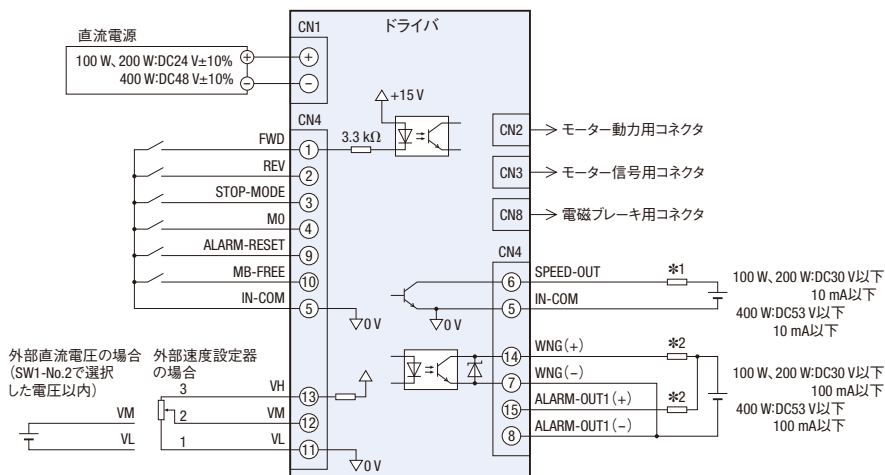 ドライバ
直流電源
100 W、200 W:DC24 V±10%
400 W:DC48 V±10%
CN1
+
−
+15 V
3.3 kΩ
CN4
FWD
1
REV
2
STOP-MODE
3
M0
4
ALARM-RESET
9
MB-FREE
10
IN-COM
5
0 V
外部直流電圧の場合
(SW1-No.2で選択
した電圧以内)
VM
VL
外部速度設定器
の場合
3
VH
13
2
VM
12
1
VL
11
0 V
CN2
モーター動力用コネクタ
CN3
モーター信号用コネクタ
CN8
電磁ブレーキ用コネクタ
CN4
6
SPEED-OUT
*1
5
IN-COM
0 V
100 W、200 W:DC30 V以下
10 mA以下
400 W:DC53 V以下
10 mA以下
14
WNG(+)
*2
7
WNG(−)
15
ALARM-OUT1(+)
*2
8
ALARM-OUT1(−)
100 W、200 W:DC30 V以下
100 mA以下
400 W:DC53 V以下
100 mA以下